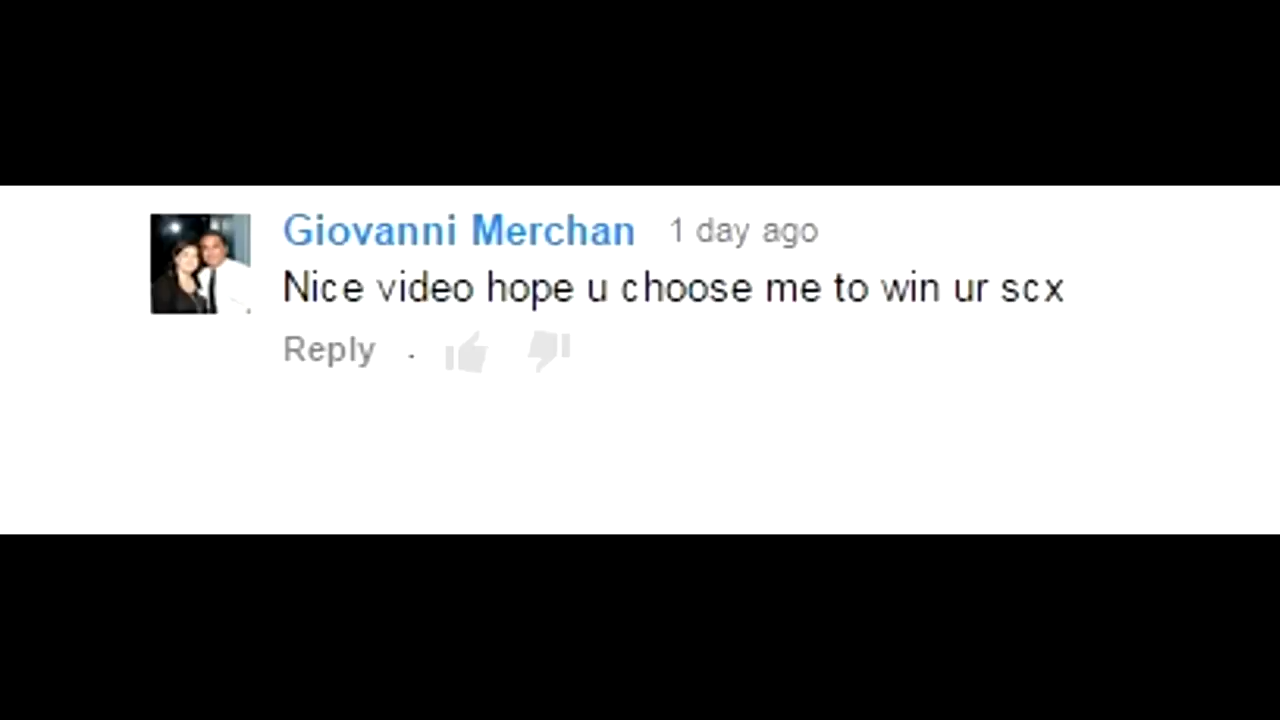 Giovanni Merchan 1 day ago
Nice video hope u choose me to win ur scx
Reply .